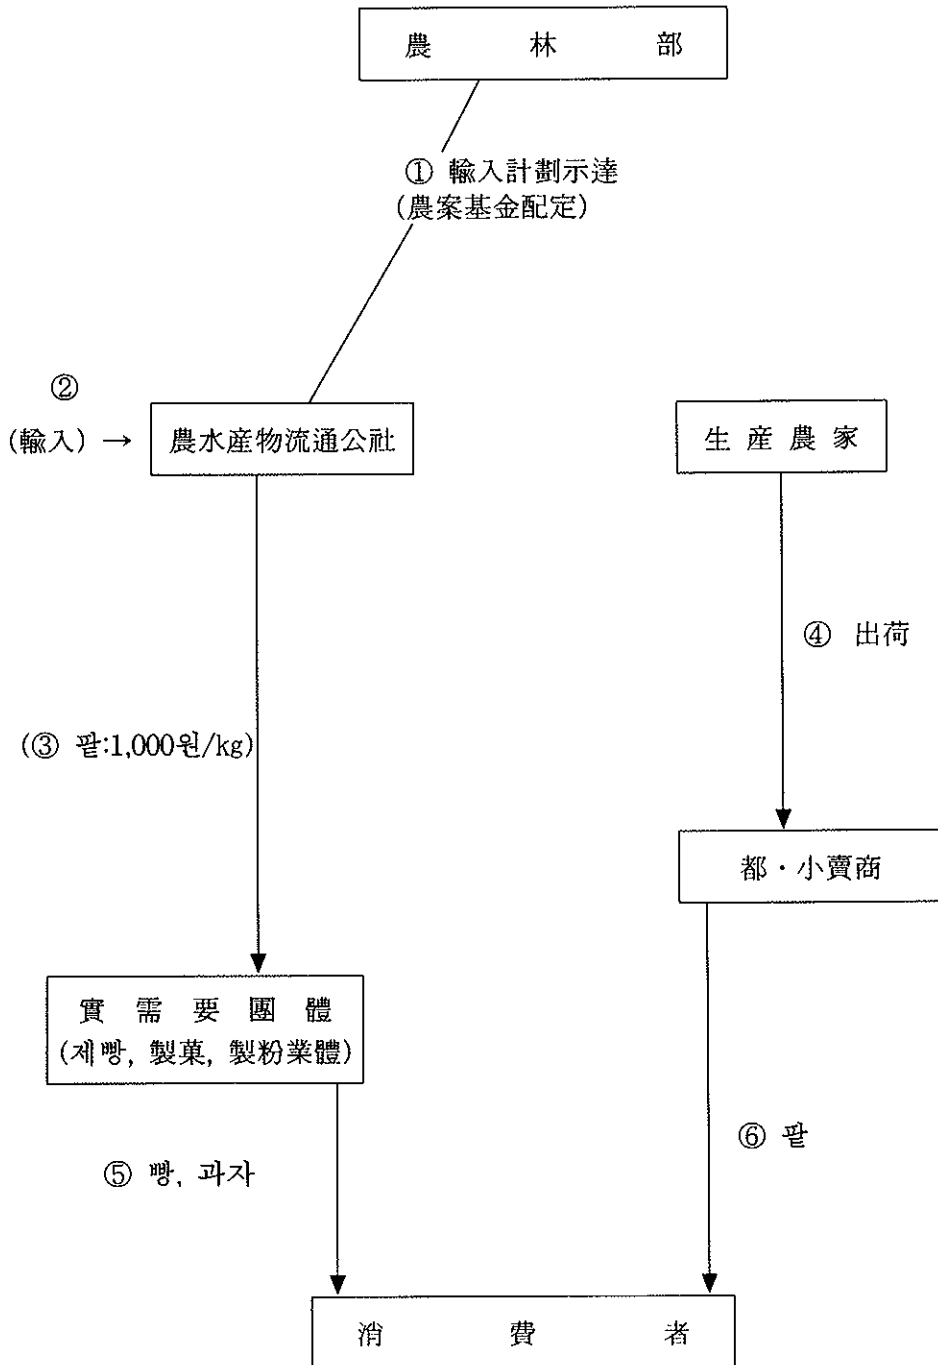 農 林 部
① 輸入計劃示達
(農案基金配定)
②
(輸入) →
農水産物流通公社
生 産 農 家
④ 出荷
(③ 팥:1,000원/kg)
都・小賣商
實 需 要 團 體
(제빵, 製菓, 製粉業體)
⑥ 팥
⑤ 빵, 과자
消 費 者